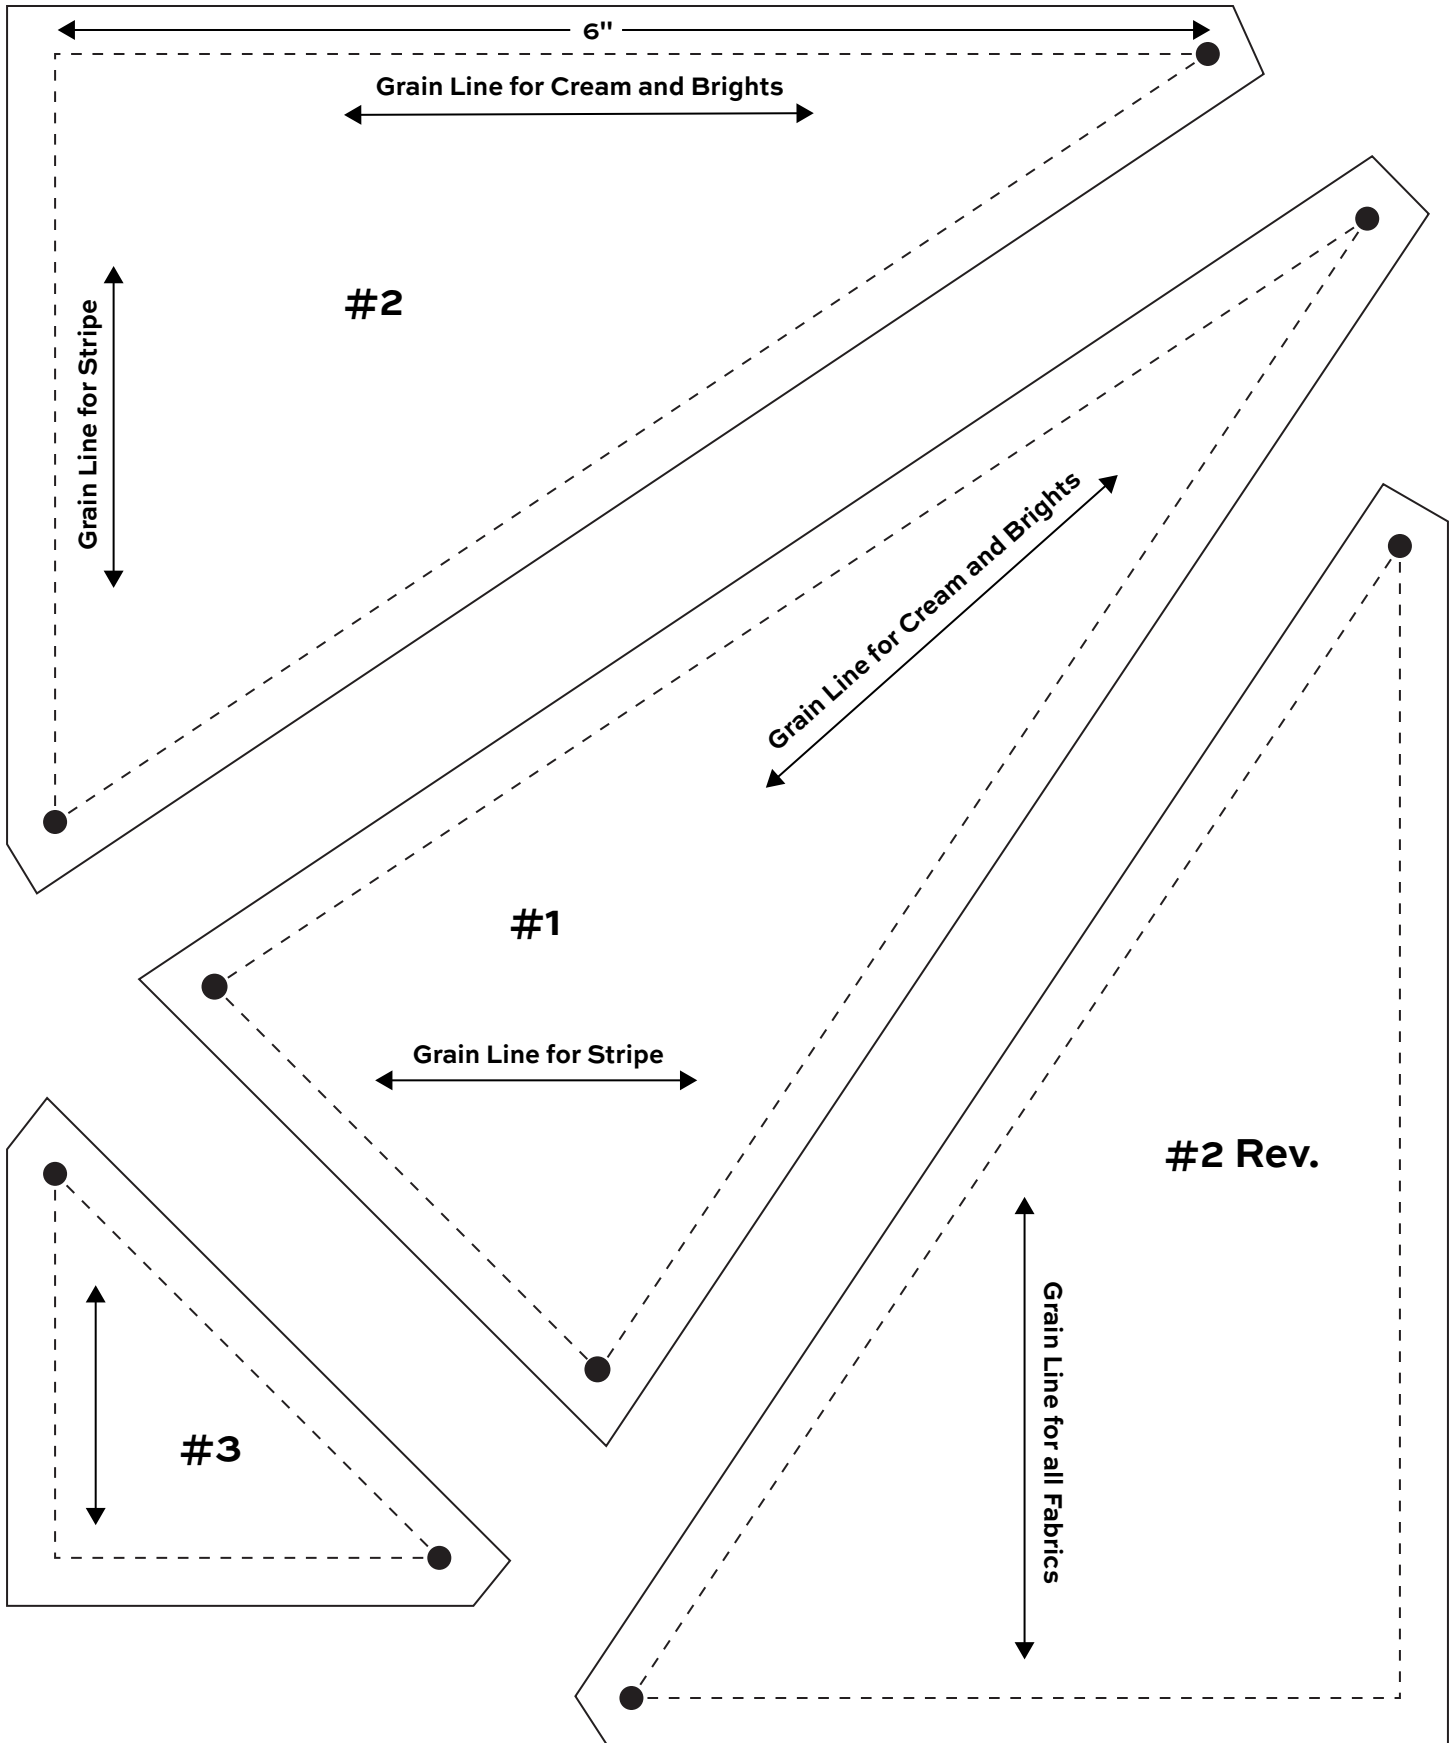 6"
Grain Line for Cream and Brights
#2
Grain Line for Stripe
Grain Line for Cream and Brights
#1
Grain Line for Stripe
#2 Rev.
Grain Line for all Fabrics
#3